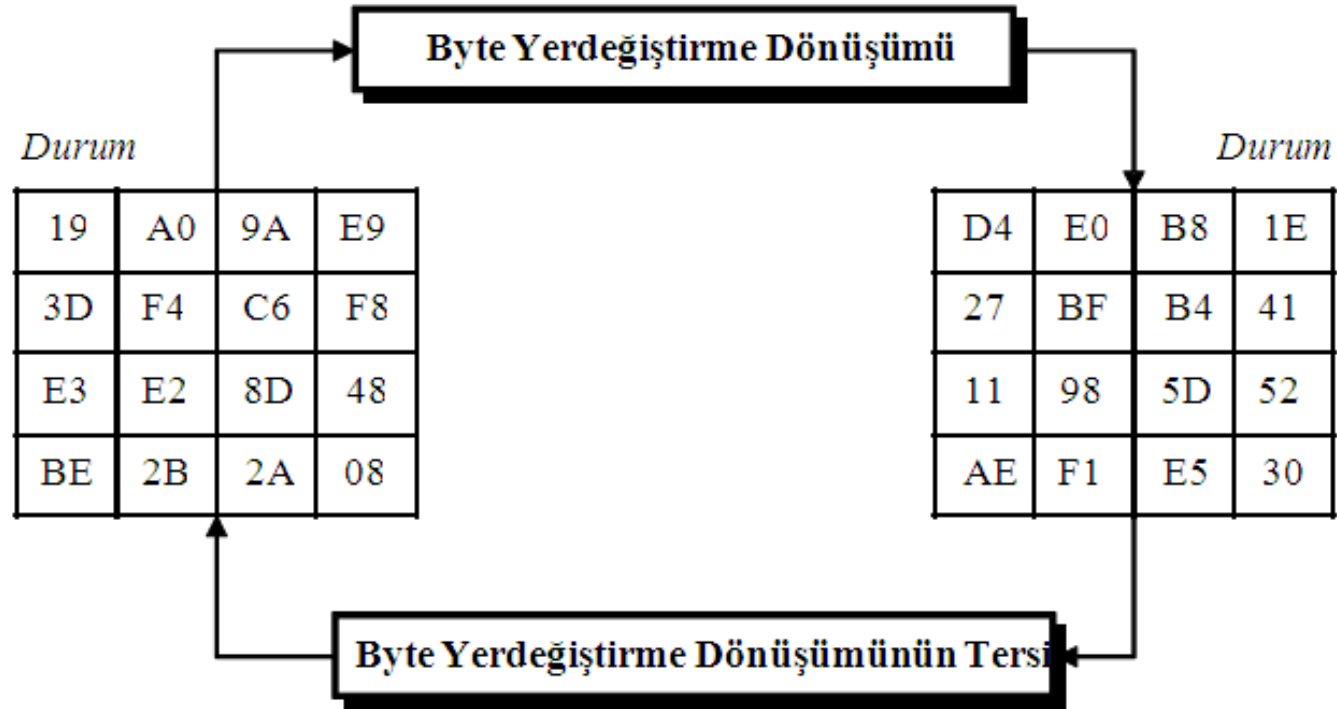 Byte Yerdeğiştirme Dönüşümü
Durum
Durum
19 A0 9A E9
3D F4 C6 F8
E3 E2 8D 48
BE 2B 2A 08
D4 E0 B8 1E
27 BF B4 41
11 98 5D 52
AE F1 E5 30
Byte Yerdeğiştirme Dönüşümünün Tersi